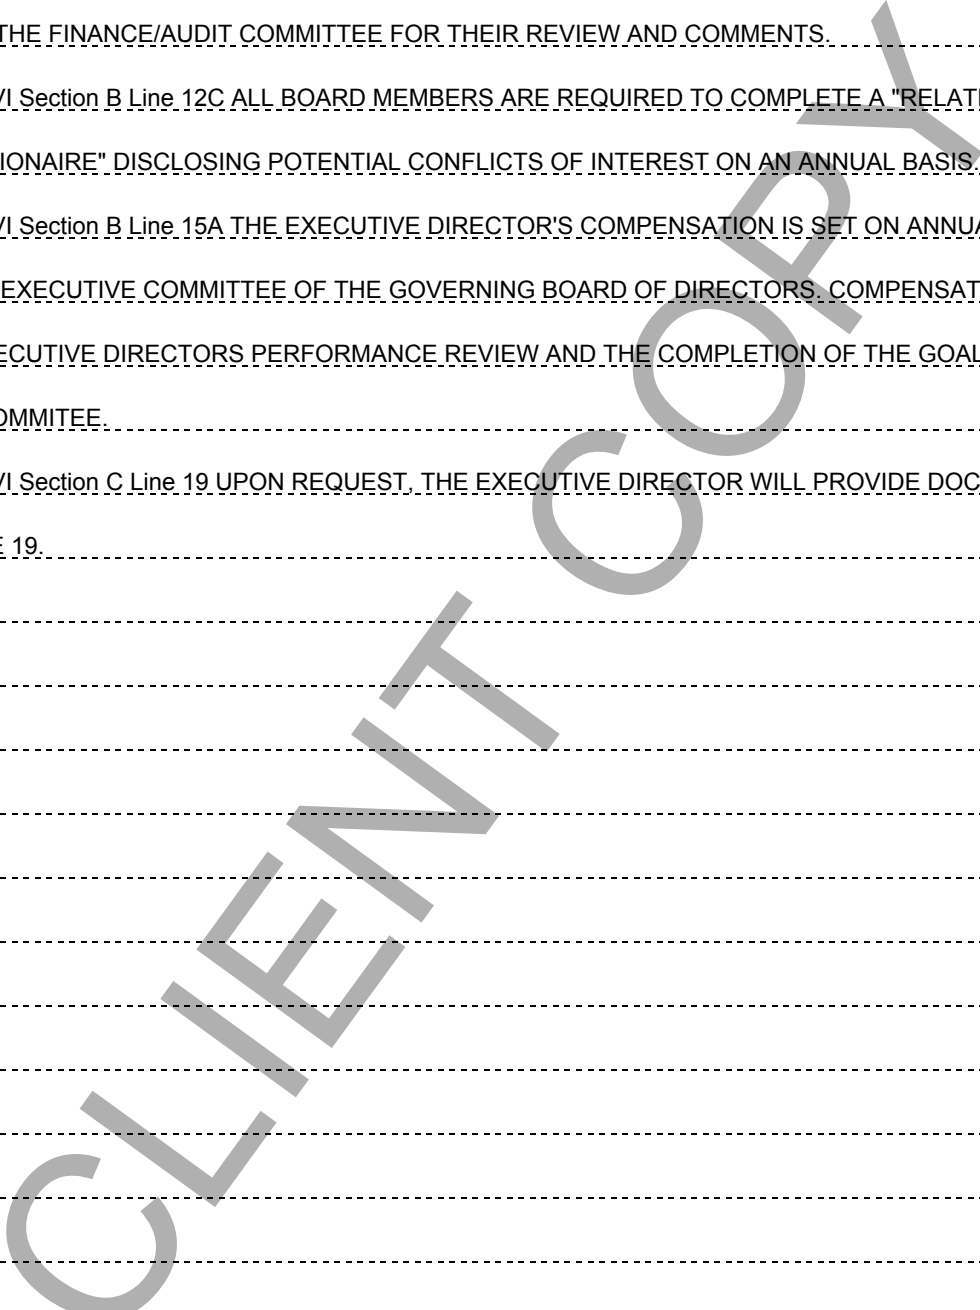 THE FINANCE/AUDIT COMMITTEE FOR THEIR REVIEW AND COMMENTS.
VI Section B Line 12C ALL BOARD MEMBERS ARE REQUIRED TO COMPLETE A "RELAT
IONAIRE" DISCLOSING POTENTIAL CONFLICTS OF INTEREST ON AN ANNUAL BASIS.
VI Section B Line 15A THE EXECUTIVE DIRECTOR'S COMPENSATION IS SET ON ANNUA
EXECUTIVE COMMITTEE OF THE GOVERNING BOARD OF DIRECTORS. COMPENSAT
ECUTIVE DIRECTORS PERFORMANCE REVIEW AND THE COMPLETION OF THE GOAL
OMMITEE.
VI Section C Line 19 UPON REQUEST, THE EXECUTIVE DIRECTOR WILL PROVIDE DOC
E 19.
CLIENT COPY